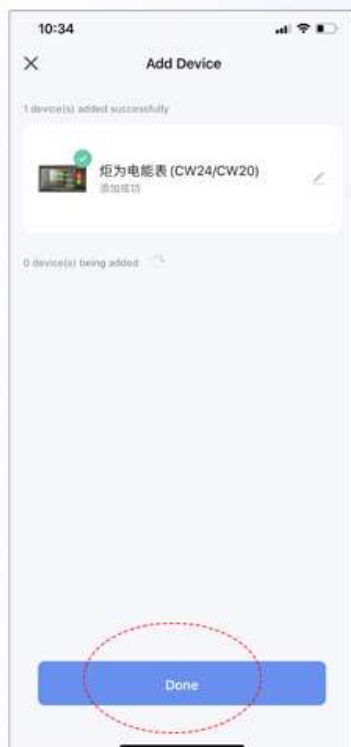 10:34
Add Device
1 device(s) added successfully
炬为电能表 (CW24/CW20)
添加成功
0 device(s) being added
Done